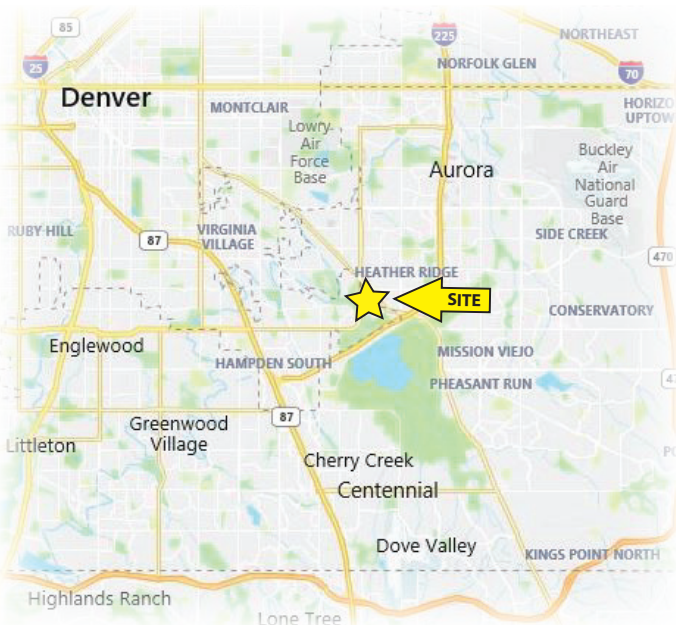 85
225
NORTHEAST
25
NORFOLK GLEN
70
Denver
MONTCLAIR
HORIZO
UPTOW
Lowry
Air
Force
Base
Aurora
Buckley
Air
National
Guard
Base
RUBY HILL
87
VIRGINIA
VILLAGE
SIDE CREEK
470
HEATHER RIDGE
SITE
CONSERVATORY
Englewood
HAMPDEN SOUTH
MISSION VIEJO
PHEASANT RUN
47
87
Greenwood
Village
Littleton
Cherry Creek
PO
Centennial
Dove Valley
KINGS POINT NORTH
Highlands Ranch
Lone Tree